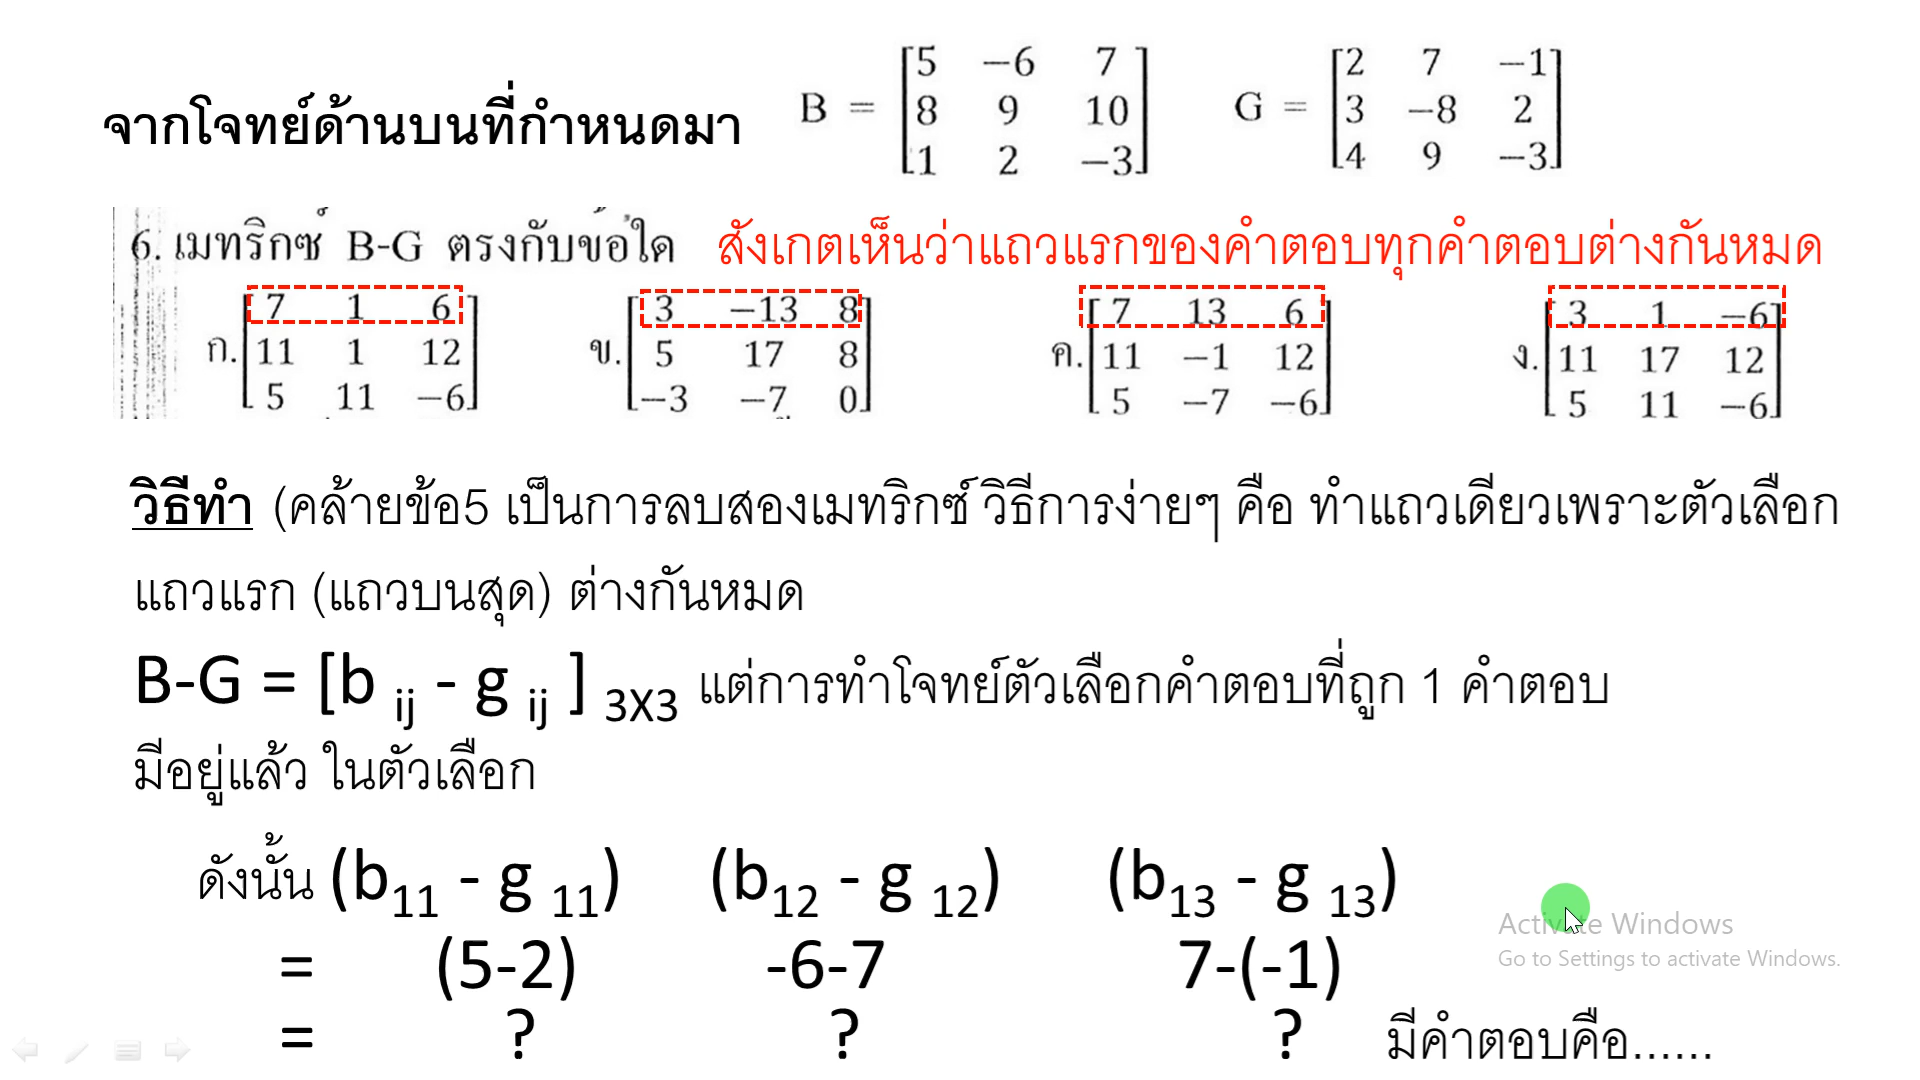 จากโจทย์ด้านบนที่กำหนดมา B = [5 −6 7 8 9 10 1 2 −3] G = [2 7 −1 3 −8 2 4 9 −3]
6. เมทริกซ์ B-G ตรงกับข้อใด สังเกตเห็นว่าแถวแรกของคำตอบทุกคำตอบต่างกันหมด
ก. [7 1 6 11 1 12 5 11 −6] ข. [3 −13 8 5 17 8 −3 −7 0] ค. [7 13 6 11 −1 12 5 −7 −6] ง. [3 1 −6 11 17 12 5 11 −6]
วิธีทำ (คล้ายข้อ5 เป็นการลบสองเมทริกซ์ วิธีการง่ายๆ คือ ทำแถวเดียวเพราะตัวเลือก
แถวแรก (แถวบนสุด) ต่างกันหมด
B-G = [b ij - g ij ] 3X3 แต่การทำโจทย์ตัวเลือกคำตอบที่ถูก 1 คำตอบ
มีอยู่แล้ว ในตัวเลือก
ดังนั้น (b11 - g 11) (b12 - g 12) (b13 - g 13)
= (5-2) -6-7 7-(-1)
= ? ? ? มีคำตอบคือ......
Activate Windows
Go to Settings to activate Windows.